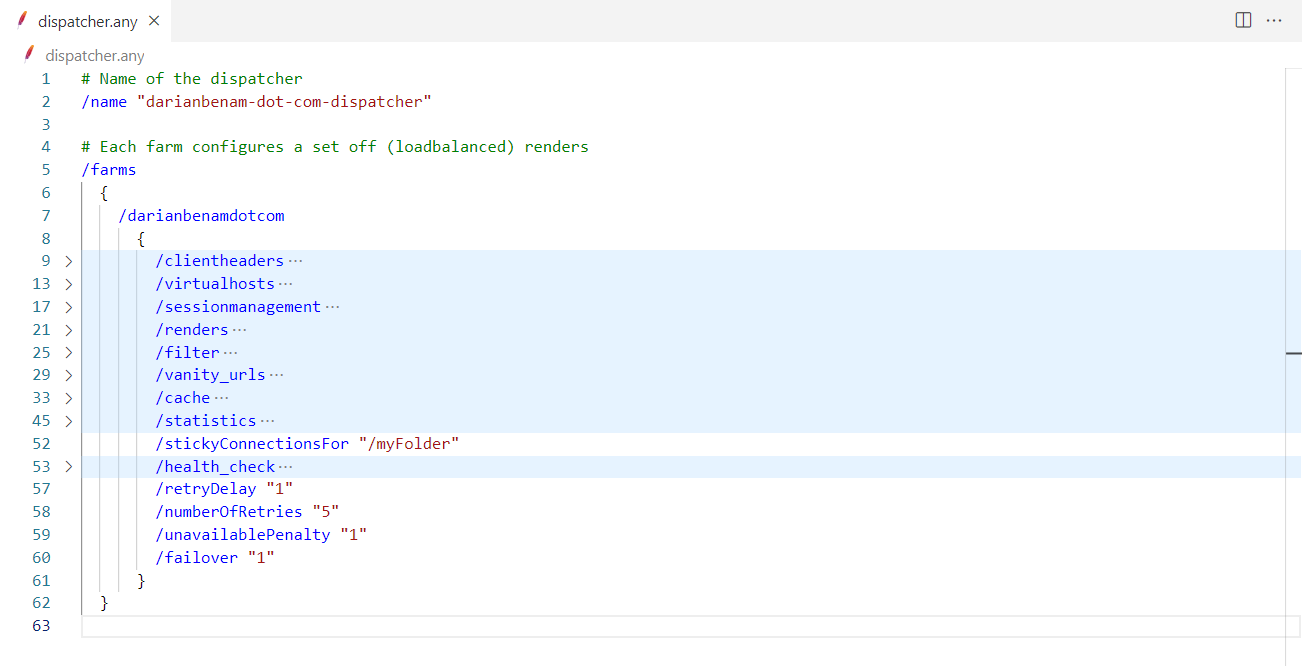 dispatcher.any
dispatcher.any
1 # Name of the dispatcher
2 /name "darianbenam-dot-com-dispatcher"
3
4 # Each farm configures a set off (loadbalanced) renders
5 /farms
6 {
7 /darianbenamdotcom
8 {
9 /clientheaders ···
13 /virtualhosts ···
17 /sessionmanagement ···
21 /renders ···
25 /filter ···
29 /vanity_urls ···
33 /cache ···
45 /statistics ···
52 /stickyConnectionsFor "/myFolder"
53 /health_check ···
57 /retryDelay "1"
58 /numberOfRetries "5"
59 /unavailablePenalty "1"
60 /failover "1"
61 }
62 }
63